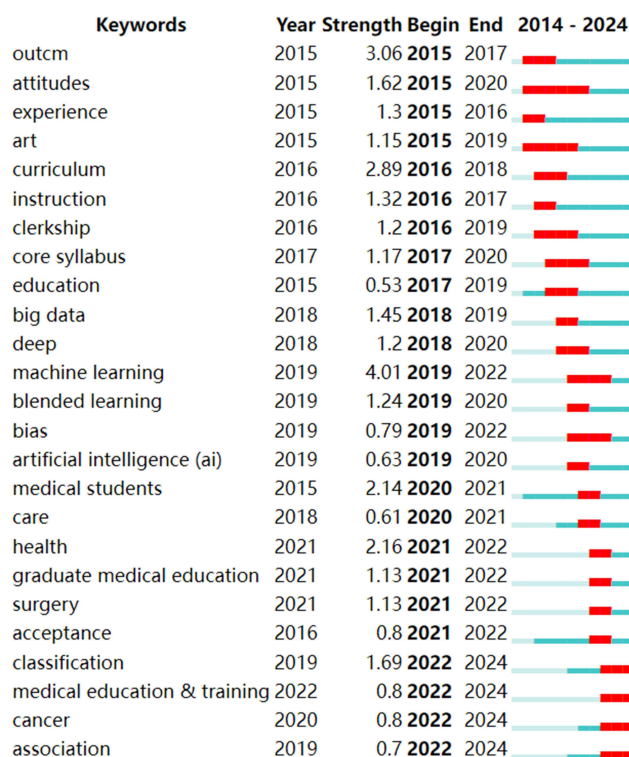 Keywords Year Strength Begin End 2014 - 2024
outcm 2015 3.06 2015 2017
attitudes 2015 1.62 2015 2020
experience 2015 1.3 2015 2016
art 2015 1.15 2015 2019
curriculum 2016 2.89 2016 2018
instruction 2016 1.32 2016 2017
clerkship 2016 1.2 2016 2019
core syllabus 2017 1.17 2017 2020
education 2015 0.53 2017 2019
big data 2018 1.45 2018 2019
deep 2018 1.2 2018 2020
machine learning 2019 4.01 2019 2022
blended learning 2019 1.24 2019 2020
bias 2019 0.79 2019 2022
artificial intelligence (ai) 2019 0.63 2019 2020
medical students 2015 2.14 2020 2021
care 2018 0.61 2020 2021
health 2021 2.16 2021 2022
graduate medical education 2021 1.13 2021 2022
surgery 2021 1.13 2021 2022
acceptance 2016 0.8 2021 2022
classification 2019 1.69 2022 2024
medical education & training 2022 0.8 2022 2024
cancer 2020 0.8 2022 2024
association 2019 0.7 2022 2024